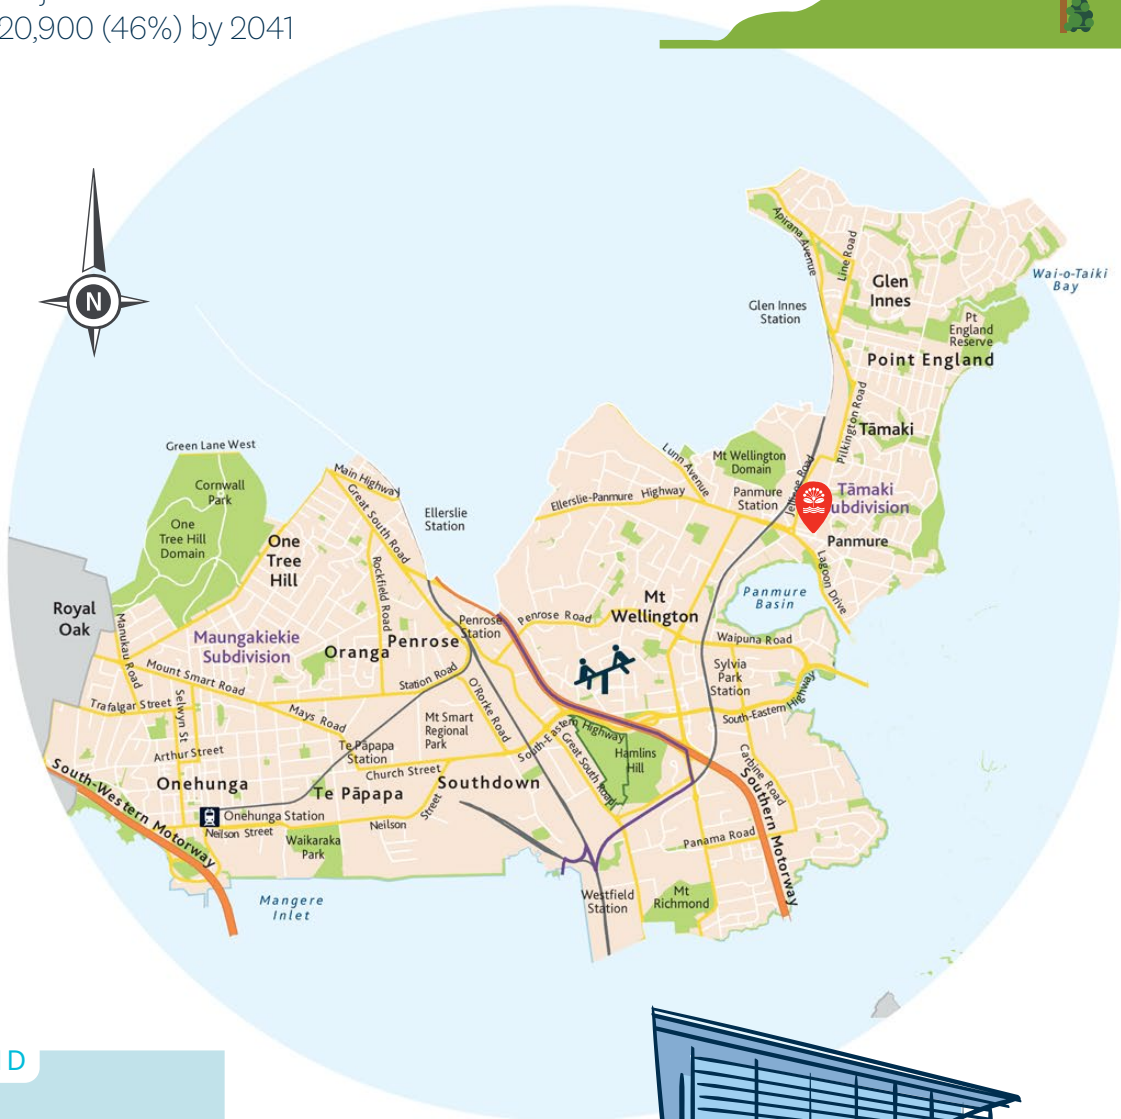 20,900 (46%) by 2041
N
Apirana Avenue
Line Road
Glen
Innes
Wai-o-Taiki
Bay
Glen Innes
Station
Pt
England
Reserve
Point England
Pilkington Road
Tāmaki
Green Lane West
Cornwall
Park
One
Tree Hill
Domain
Main Highway
Great South Road
Lunn Avenue
Mt Wellington
Domain
Ellerslie-Panmure Highway
Panmure
Station
Road
Tāmaki
ubdivision
Ellerslie
Station
One
Tree
Hill
Panmure
Rockfield Road
Lagoon Drive
Panmure
Basin
Royal
Oak
Manukau Road
Maungakiekie
Subdivision
Oranga
Penrose
Penrose
Station
Penrose Road
Mt
Wellington
Waipuna Road
Mount Smart Road
Station Road
O'Rorke Road
Sylvia
Park
Station
Trafalgar Street
Selwyn St
Mays Road
Mt Smart
Regional
Park
South-Eastern Highway
South-Eastern Highway
Arthur Street
Te Papapa
Station
Great South Road
Hamlins
Hill
Carbine Road
Church Street
South-Western Motorway
Onehunga
Te Pāpapa
Southdown
Southern Motorway
Onehunga Station
Neilson Street
Neilson
Street
Waikaraka
Park
Panama Road
Mangere
Inlet
Westfield
Station
Mt
Richmond
D